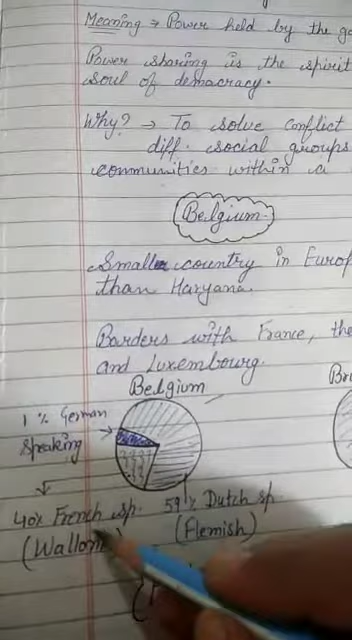 Meaning → Power held by the
Power sharing is the spirit
soul of democracy.
Why? → To solve conflict
diff. social groups
communities within a
Belgium
Small country in Europ
than Haryana.
Borders with France, the
and Luxembourg.
Belgium
1 % German
speaking
40% French sp.
(Walloni
59% Dutch sp.
(Flemish)